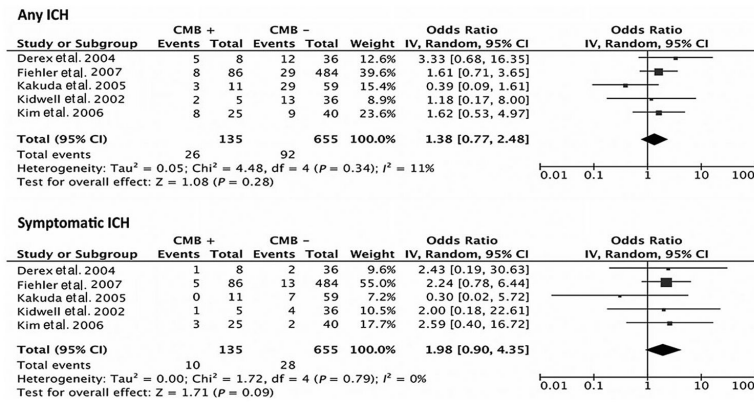 Any ICH
CMB + CMB – Odds Ratio Odds Ratio
Study or Subgroup Events Total Events Total Weight IV, Random, 95% CI IV, Random, 95% CI
Derex et al. 2004 5 8 12 36 12.6% 3.33 [0.68, 16.35]
Fiehler et al. 2007 8 86 29 484 39.6% 1.61 [0.71, 3.65]
Kakuda et al. 2005 3 11 29 59 15.4% 0.39 [0.09, 1.61]
Kidwell et al. 2002 2 5 13 36 8.9% 1.18 [0.17, 8.00]
Kim et al. 2006 8 25 9 40 23.6% 1.62 [0.53, 4.97]
Total (95% CI) 135 655 100.0% 1.38 [0.77, 2.48]
Total events 26 92
Heterogeneity: Tau² = 0.05; Chi² = 4.48, df = 4 (P = 0.34); I² = 11%
Test for overall effect: Z = 1.08 (P = 0.28)
0.01 0.1 1 10 100
Symptomatic ICH
CMB + CMB – Odds Ratio Odds Ratio
Study or Subgroup Events Total Events Total Weight IV, Random, 95% CI IV, Random, 95% CI
Derex et al. 2004 1 8 2 36 9.6% 2.43 [0.19, 30.63]
Fiehler et al. 2007 5 86 13 484 55.0% 2.24 [0.78, 6.44]
Kakuda et al. 2005 0 11 7 59 7.2% 0.30 [0.02, 5.72]
Kidwell et al. 2002 1 5 4 36 10.6% 2.00 [0.18, 22.61]
Kim et al. 2006 3 25 2 40 17.7% 2.59 [0.40, 16.72]
Total (95% CI) 135 655 100.0% 1.98 [0.90, 4.35]
Total events 10 28
Heterogeneity: Tau² = 0.00; Chi² = 1.72, df = 4 (P = 0.79); I² = 0%
Test for overall effect: Z = 1.71 (P = 0.09)
0.01 0.1 1 10 100